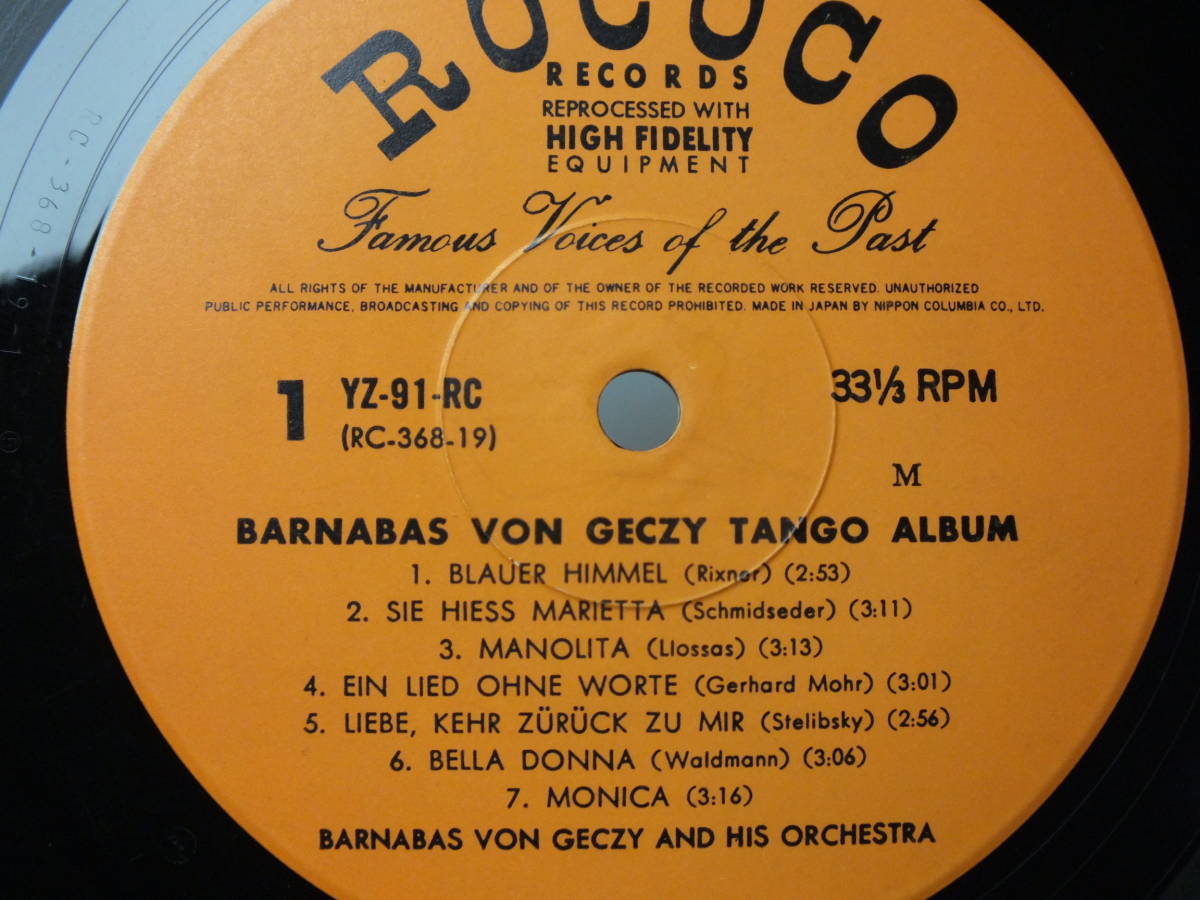 ROCOCO
RECORDS
REPROCESSED WITH
HIGH FIDELITY
EQUIPMENT
Famous Voices of the Past
ALL RIGHTS OF THE MANUFACTURER AND OF THE OWNER OF THE RECORDED WORK RESERVED. UNAUTHORIZED
PUBLIC PERFORMANCE, BROADCASTING AND COPYING OF THIS RECORD PROHIBITED. MADE IN JAPAN BY NIPPON COLUMBIA CO., LTD.
1 YZ-91-RC 33⅓ RPM
(RC-368-19)
M
BARNABAS VON GECZY TANGO ALBUM
1. BLAUER HIMMEL (Rixner) (2:53)
2. SIE HIESS MARIETTA (Schmidseder) (3:11)
3. MANOLITA (Llossas) (3:13)
4. EIN LIED OHNE WORTE (Gerhard Mohr) (3:01)
5. LIEBE, KEHR ZÜRÜCK ZU MIR (Stelibsky) (2:56)
6. BELLA DONNA (Waldmann) (3:06)
7. MONICA (3:16)
BARNABAS VON GECZY AND HIS ORCHESTRA
RC-368-19-1